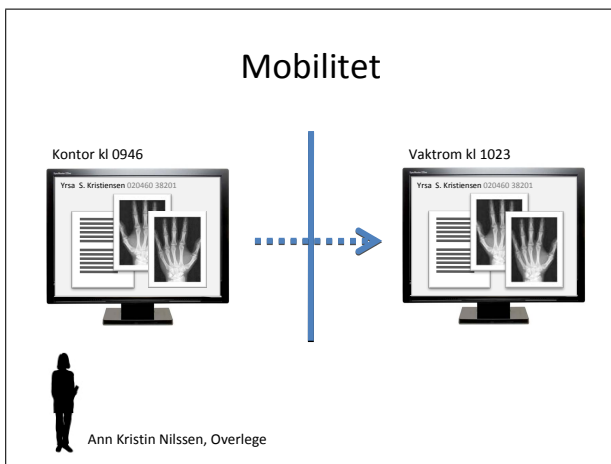 Mobilitet
Kontor kl 0946
Vaktrom kl 1023
Yrsa  S. Kristiensen 020460 38201
Yrsa  S. Kristiensen 020460 38201
Ann Kristin Nilssen, Overlege